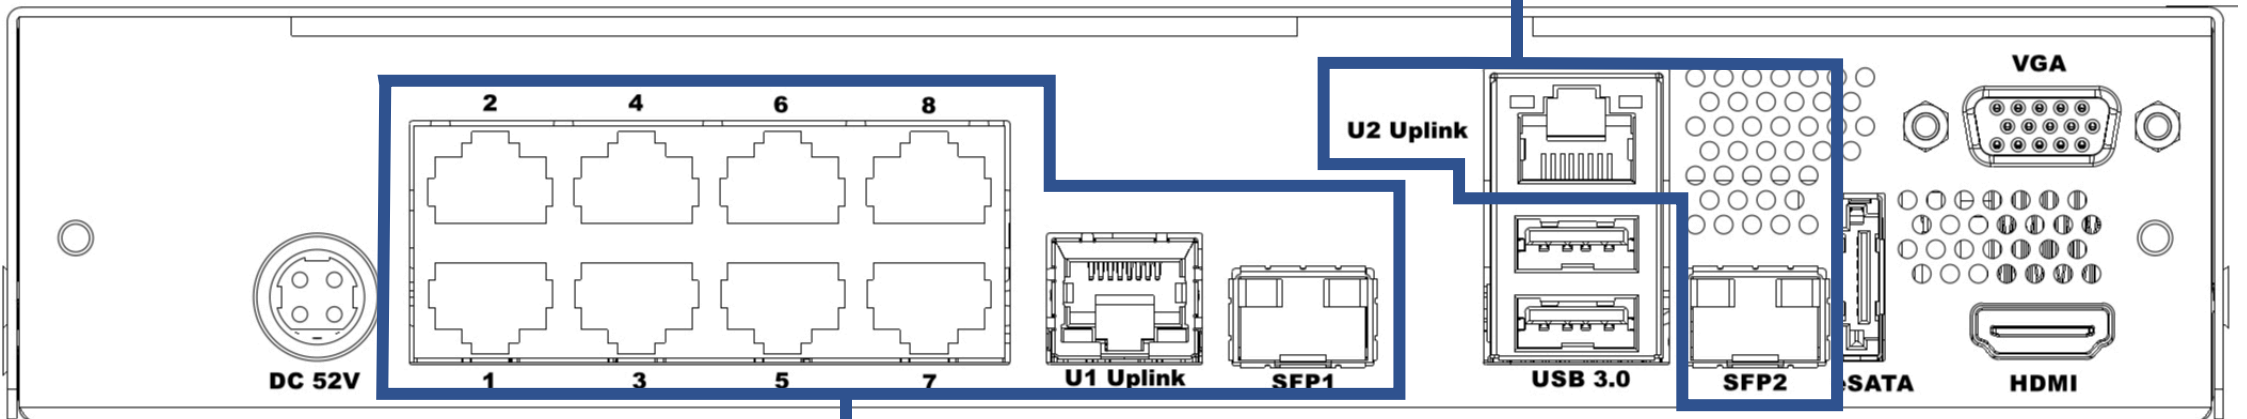 VGA
2 4 6 8
U2 Uplink
DC 52V
1 3 5 7
U1 Uplink
SFP1
USB 3.0
SFP2
eSATA
HDMI